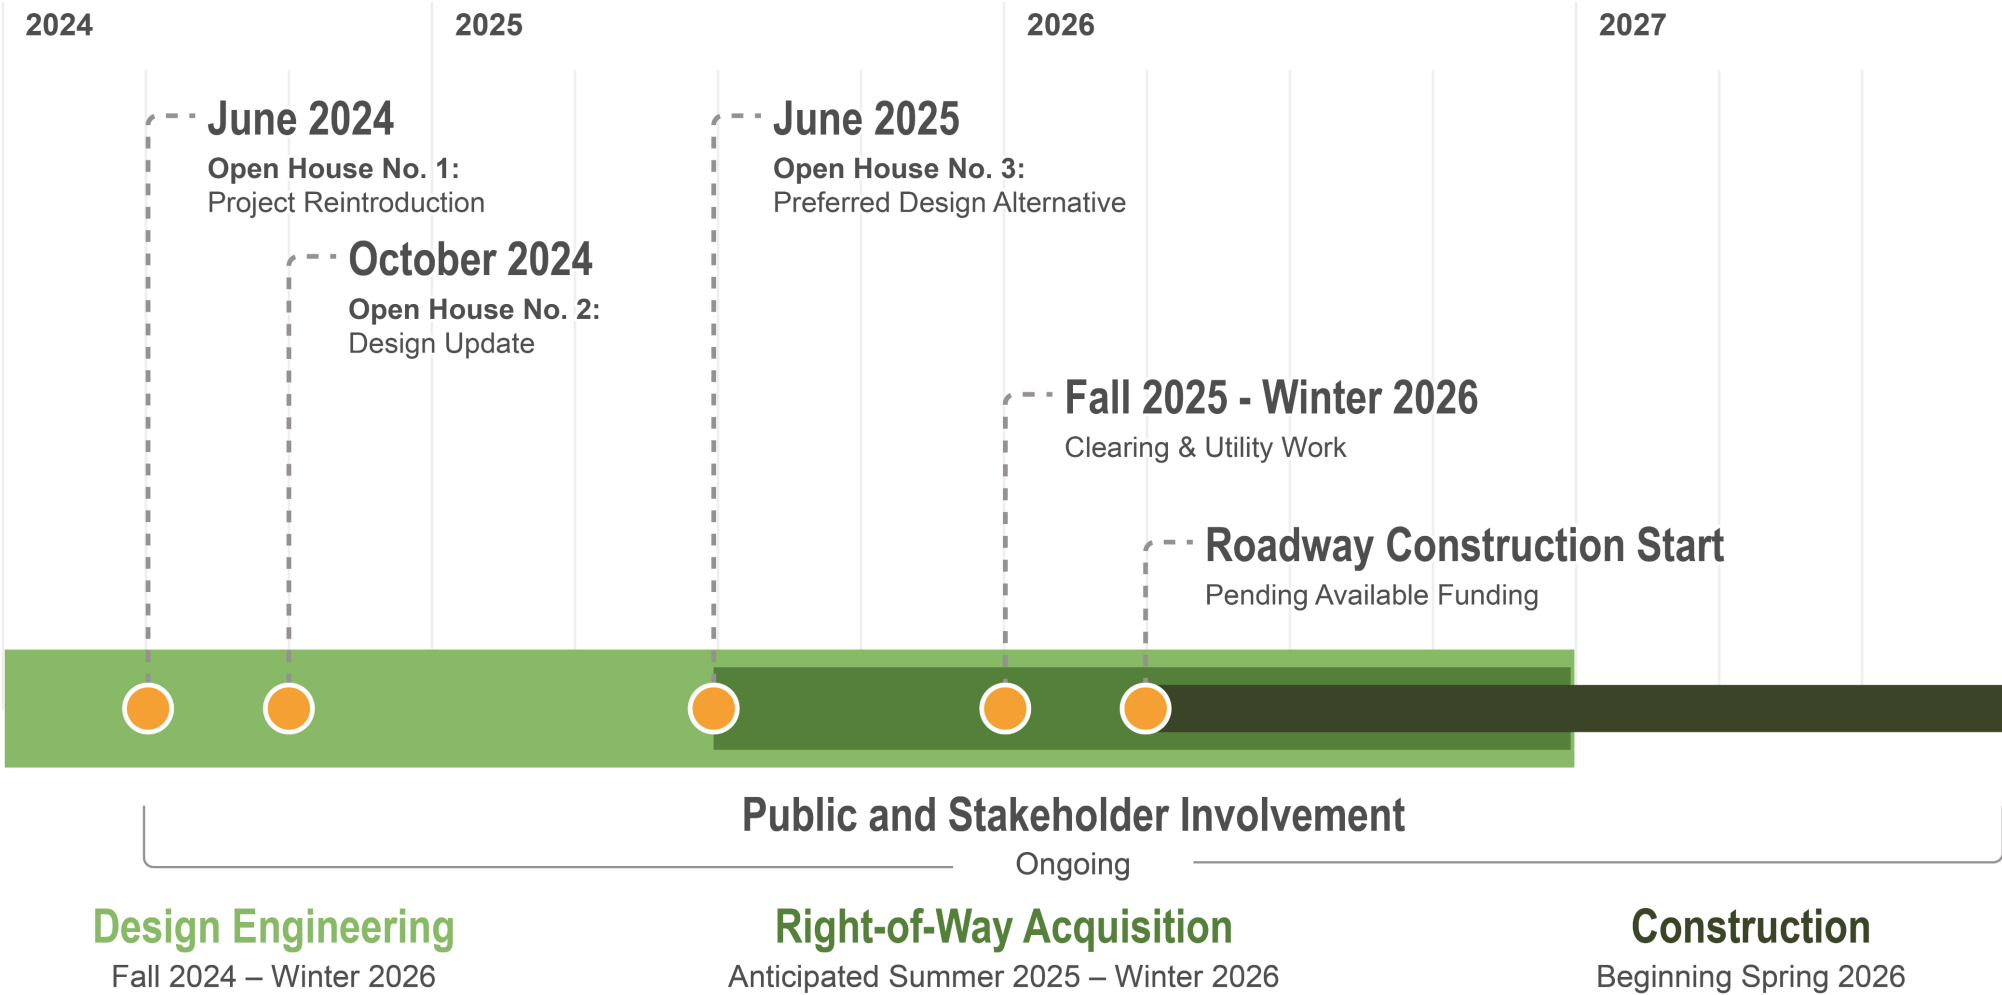 2024
2025
2026
2027
June 2024
Open House No. 1:
Project Reintroduction
October 2024
Open House No. 2:
Design Update
June 2025
Open House No. 3:
Preferred Design Alternative
Fall 2025 - Winter 2026
Clearing & Utility Work
Roadway Construction Start
Pending Available Funding
Public and Stakeholder Involvement
Ongoing
Design Engineering
Fall 2024 – Winter 2026
Right-of-Way Acquisition
Anticipated Summer 2025 – Winter 2026
Construction
Beginning Spring 2026